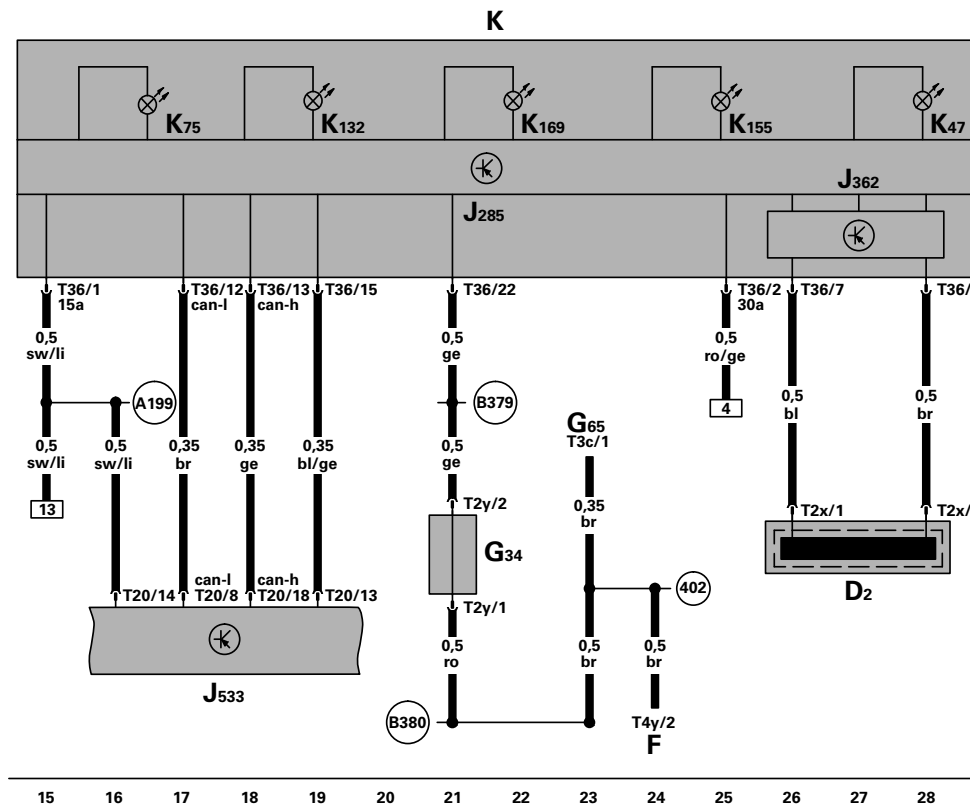 K
K75 K132 K169 K155 K47
J362
J285
T36/1 T36/12 T36/13 T36/15 T36/22 T36/2 T36/7 T36/
15a can-l can-h 30a
0,5 0,5 0,5
sw/li ge ro/ge
A199 B379 4 0,5 0,5
bl br
G65
T3c/1
0,5 0,5 0,35 0,35 0,35 0,5
sw/li sw/li br ge bl/ge ge
13 T2y/2 0,35 T2x/1 T2x/
br
G34
can-l can-h 402 D2
T20/14 T20/8 T20/18 T20/13 T2y/1
0,5 0,5 0,5
ro br br
J533
B380 T4y/2
F
15 16 17 18 19 20 21 22 23 24 25 26 27 28